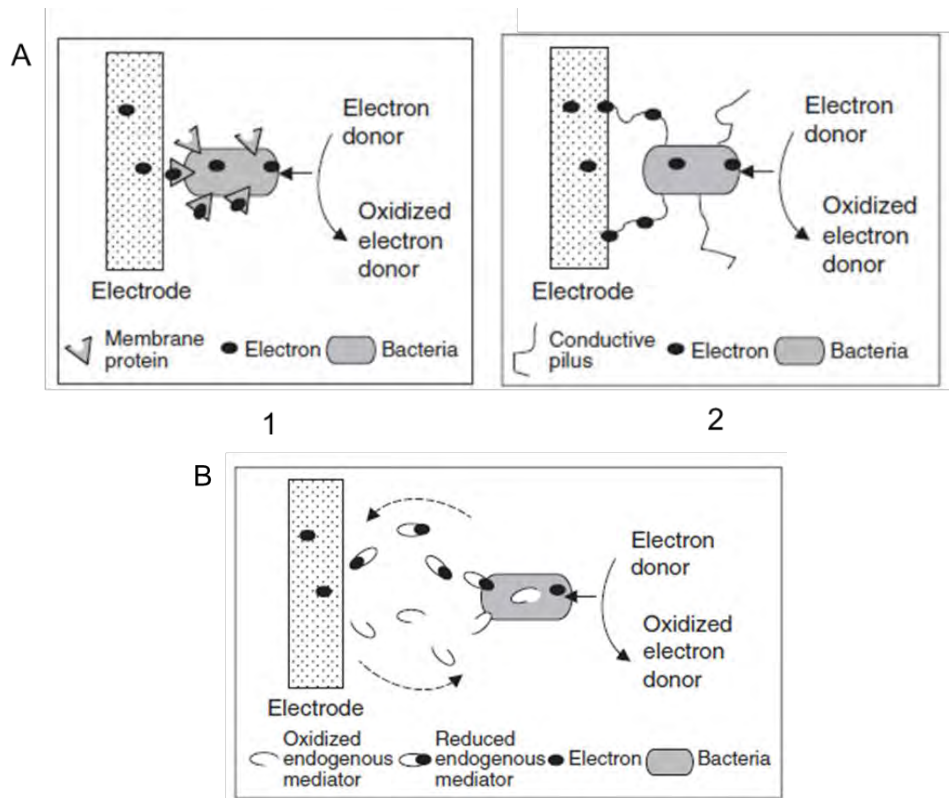 A
Electron
donor
Oxidized
electron
donor
Electrode
Membrane
protein
Electron
Bacteria
1
Electron
donor
Oxidized
electron
donor
Electrode
Conductive
pilus
Electron
Bacteria
2
B
Electron
donor
Oxidized
electron
donor
Electrode
Oxidized
endogenous
mediator
Reduced
endogenous
mediator
Electron
Bacteria